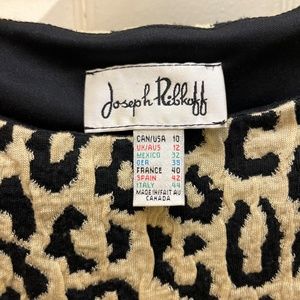 Joseph Ribkoff
CAN/USA 10
UK/AUS 12
MEXICO 32
GER 38
FRANCE 40
SPAIN 42
ITALY 44
MADE IN/FAIT AU
CANADA